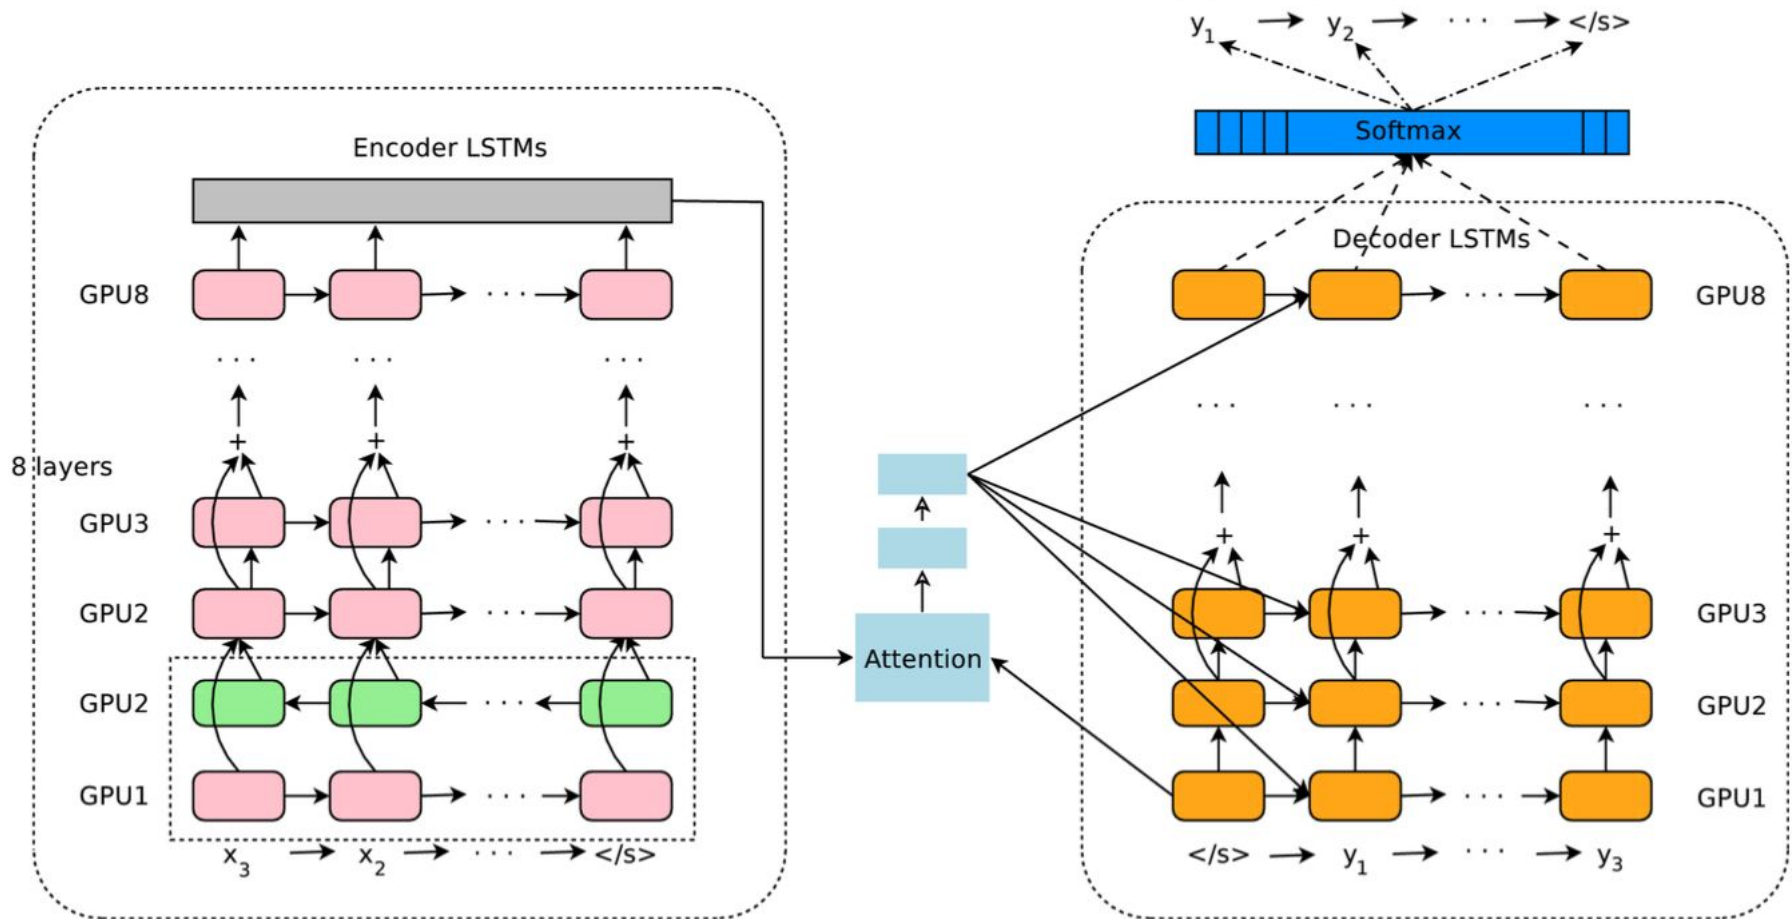 y1 → y2 → ··· → </s>
Softmax
Encoder LSTMs
Decoder LSTMs
GPU8
···
GPU8
···
··· ··· ···
··· ··· ···
+ + +
8 layers
GPU3
···
+ + +
GPU2
···
GPU3
···
Attention
GPU2
···
GPU2
···
GPU1
···
GPU1
···
x3 → x2 → ··· → </s>
</s> → y1 → ··· → y3